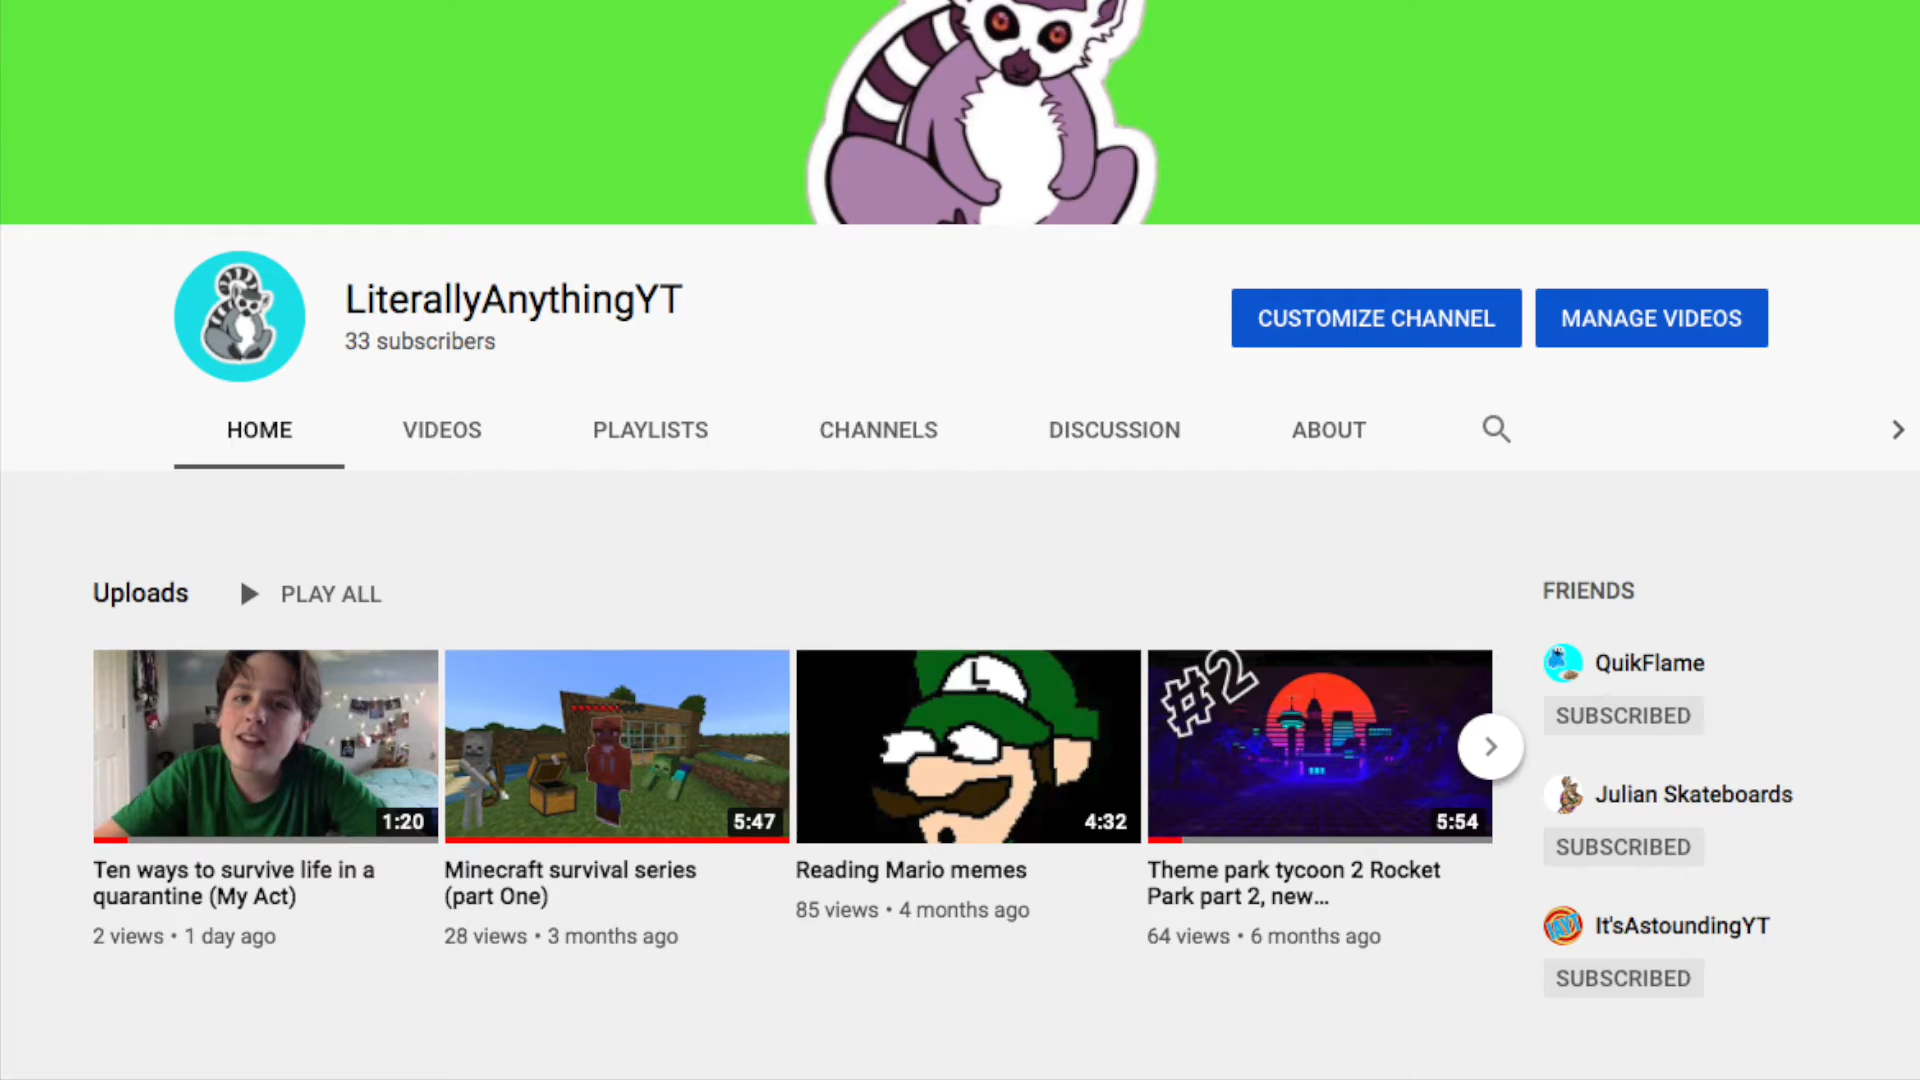 LiterallyAnythingYT
33 subscribers
CUSTOMIZE CHANNEL
MANAGE VIDEOS
HOME
VIDEOS
PLAYLISTS
CHANNELS
DISCUSSION
ABOUT
Uploads
PLAY ALL
1:20
Ten ways to survive life in a
quarantine (My Act)
2 views • 1 day ago
5:47
Minecraft survival series
(part One)
28 views • 3 months ago
L
4:32
Reading Mario memes
85 views • 4 months ago
#2
5:54
Theme park tycoon 2 Rocket
Park part 2, new...
64 views • 6 months ago
FRIENDS
QuikFlame
SUBSCRIBED
Julian Skateboards
SUBSCRIBED
IAYT
It'sAstoundingYT
SUBSCRIBED